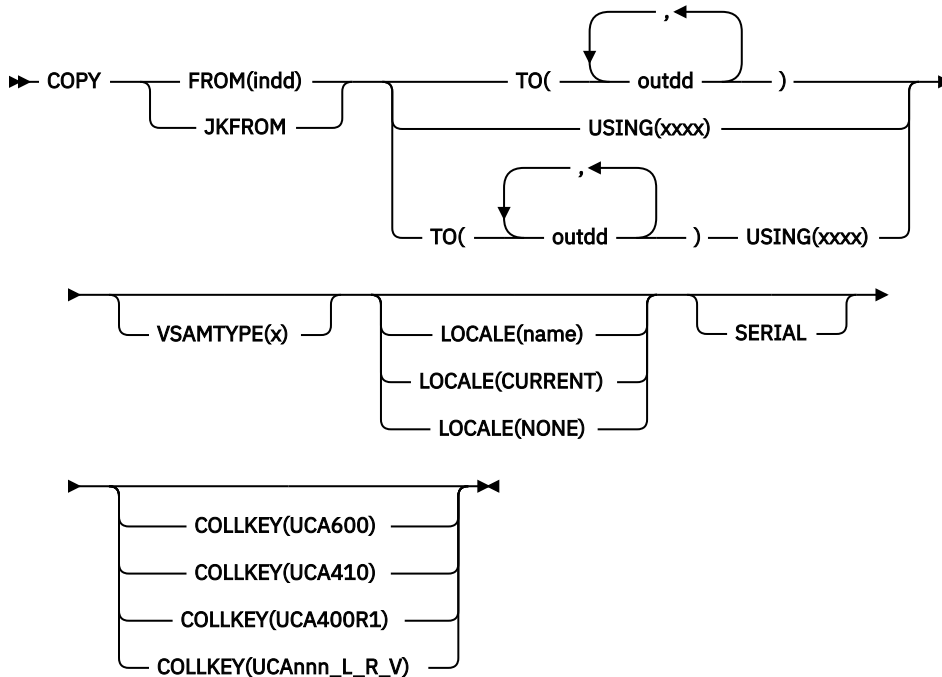 ,
COPY FROM(indd) TO( outdd )
JKFROM USING(xxxx)
,
TO( outdd ) USING(xxxx)
VSAMTYPE(x) LOCALE(name) SERIAL
LOCALE(CURRENT)
LOCALE(NONE)
COLLKEY(UCA600)
COLLKEY(UCA410)
COLLKEY(UCA400R1)
COLLKEY(UCAnnn_L_R_V)